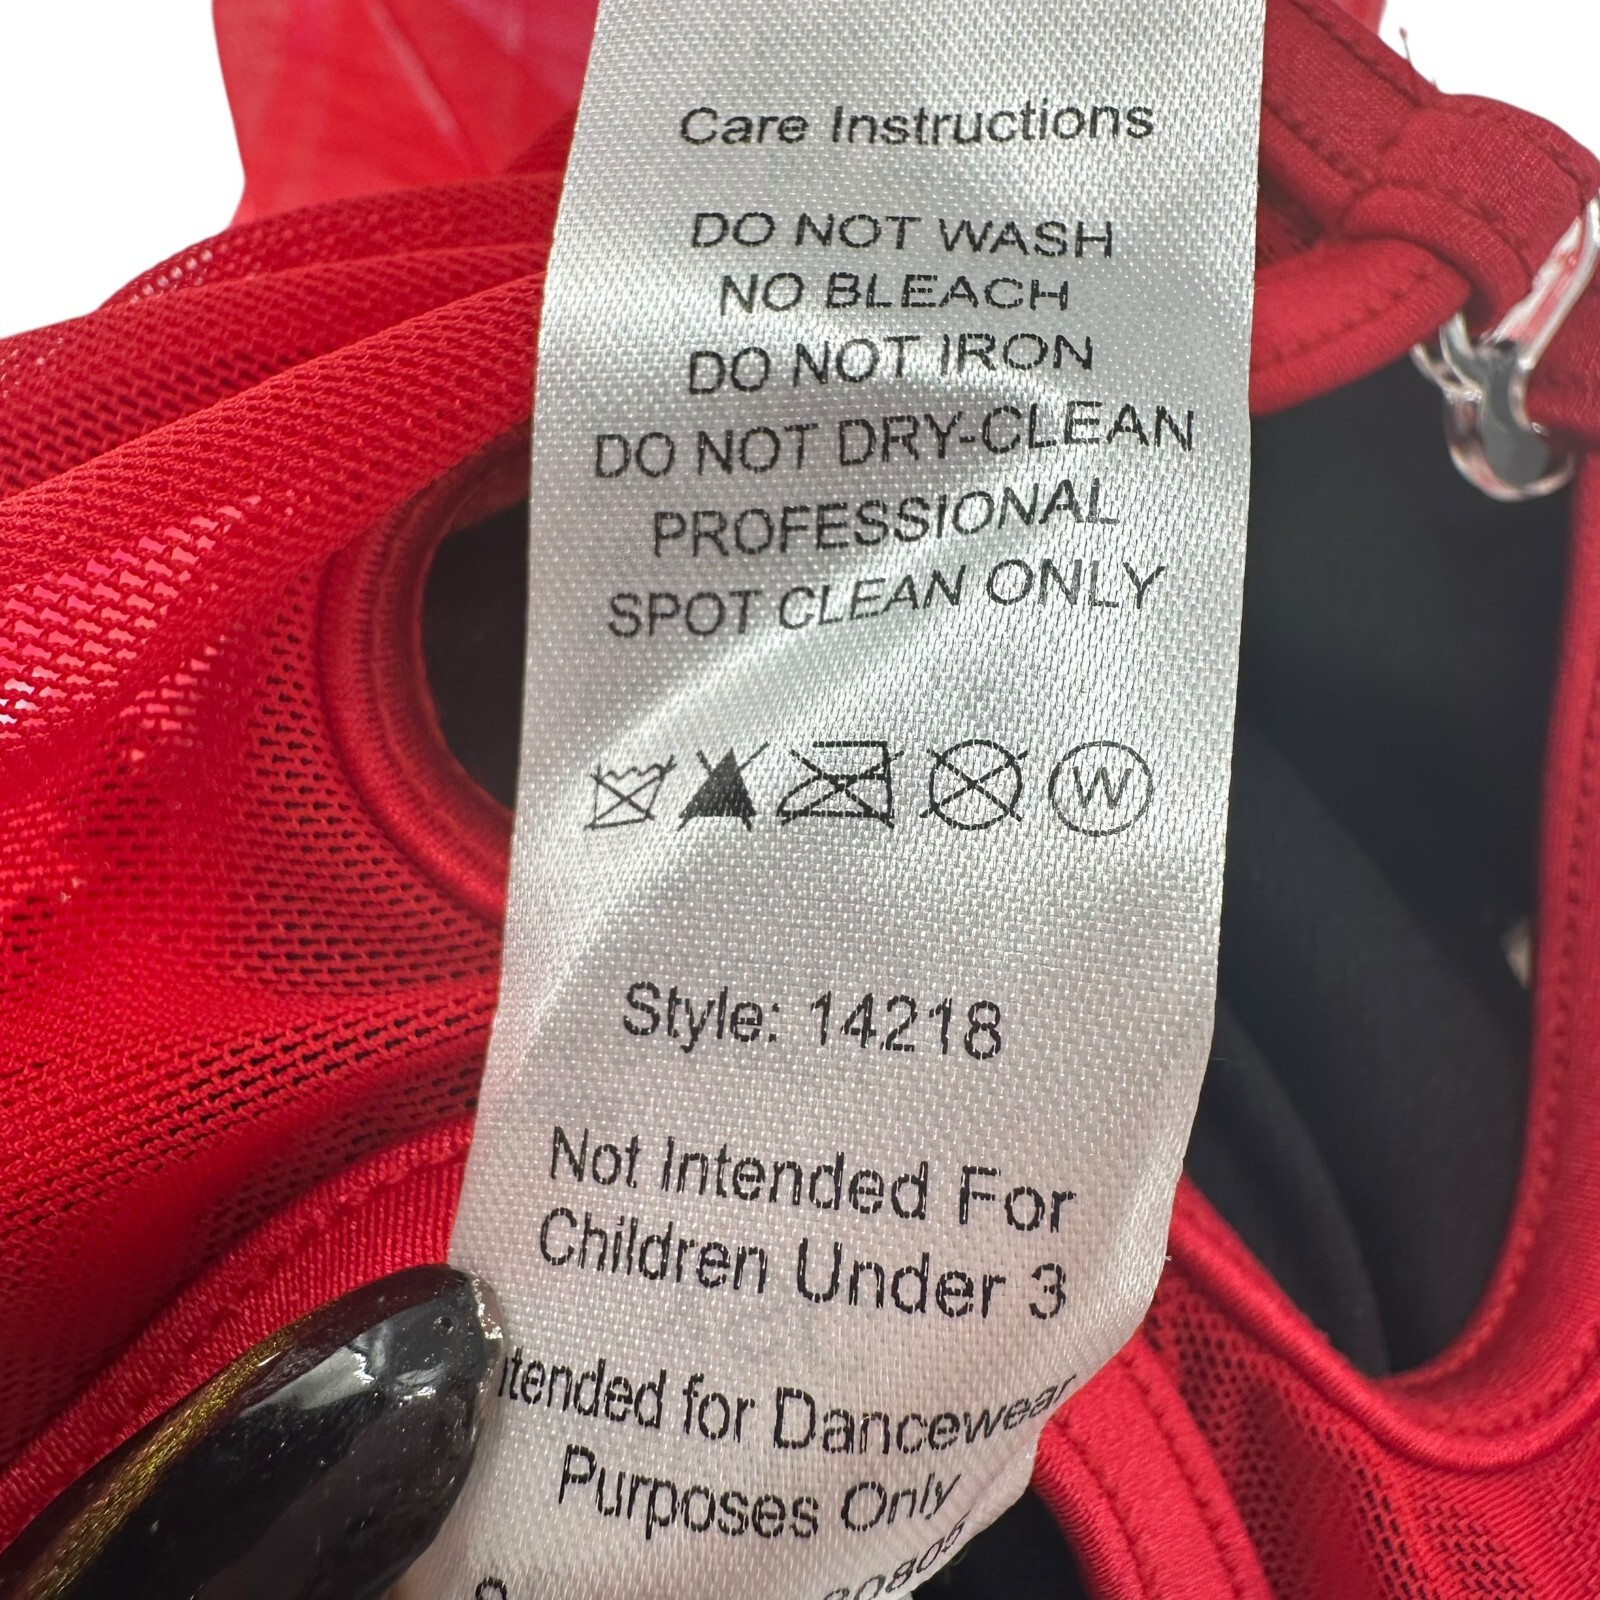 Care Instructions
DO NOT WASH
NO BLEACH
DO NOT IRON
DO NOT DRY-CLEAN
PROFESSIONAL
SPOT CLEAN ONLY
W
Style: 14218
Not Intended For
Children Under 3
ntended for Dancewear
Purposes Only